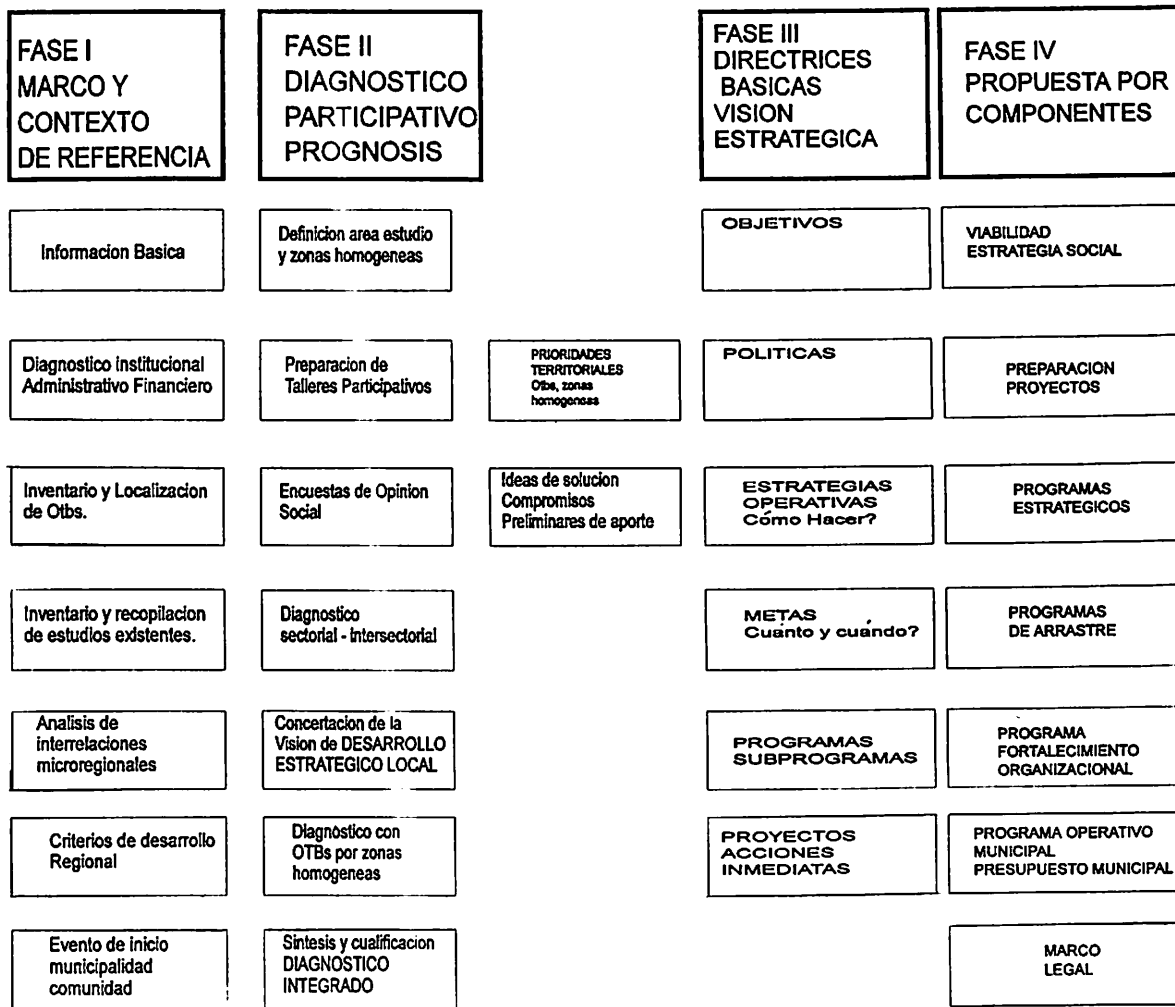 FASE I
MARCO Y
CONTEXTO
DE REFERENCIA
FASE II
DIAGNOSTICO
PARTICIPATIVO
PROGNOSIS
FASE III
DIRECTRICES
BASICAS
VISION
ESTRATEGICA
FASE IV
PROPUESTA POR
COMPONENTES
Informacion Basica
Definicion area estudio
y zonas homogeneas
OBJETIVOS
VIABILIDAD
ESTRATEGIA SOCIAL
Diagnostico institucional
Administrativo Financiero
Preparacion de
Talleres Participativos
PRIORIDADES
TERRITORIALES
Otbs, zonas
homogeneas
POLITICAS
PREPARACION
PROYECTOS
Inventario y Localizacion
de Otbs.
Encuestas de Opinion
Social
Ideas de solucion
Compromisos
Preliminares de aporte
ESTRATEGIAS
OPERATIVAS
Cómo Hacer?
PROGRAMAS
ESTRATEGICOS
Inventario y recopilacion
de estudios existentes.
Diagnostico
sectorial - intersectorial
METAS
Cuánto y cuándo?
PROGRAMAS
DE ARRASTRE
Analisis de
interrelaciones
microregionales
Concertacion de la
Vision de DESARROLLO
ESTRATEGICO LOCAL
PROGRAMAS
SUBPROGRAMAS
PROGRAMA
FORTALECIMIENTO
ORGANIZACIONAL
Criterios de desarrollo
Regional
Diagnostico con
OTBs por zonas
homogeneas
PROYECTOS
ACCIONES
INMEDIATAS
PROGRAMA OPERATIVO
MUNICIPAL
PRESUPUESTO MUNICIPAL
Evento de inicio
municipalidad
comunidad
Sintesis y cualificacion
DIAGNOSTICO
INTEGRADO
MARCO
LEGAL